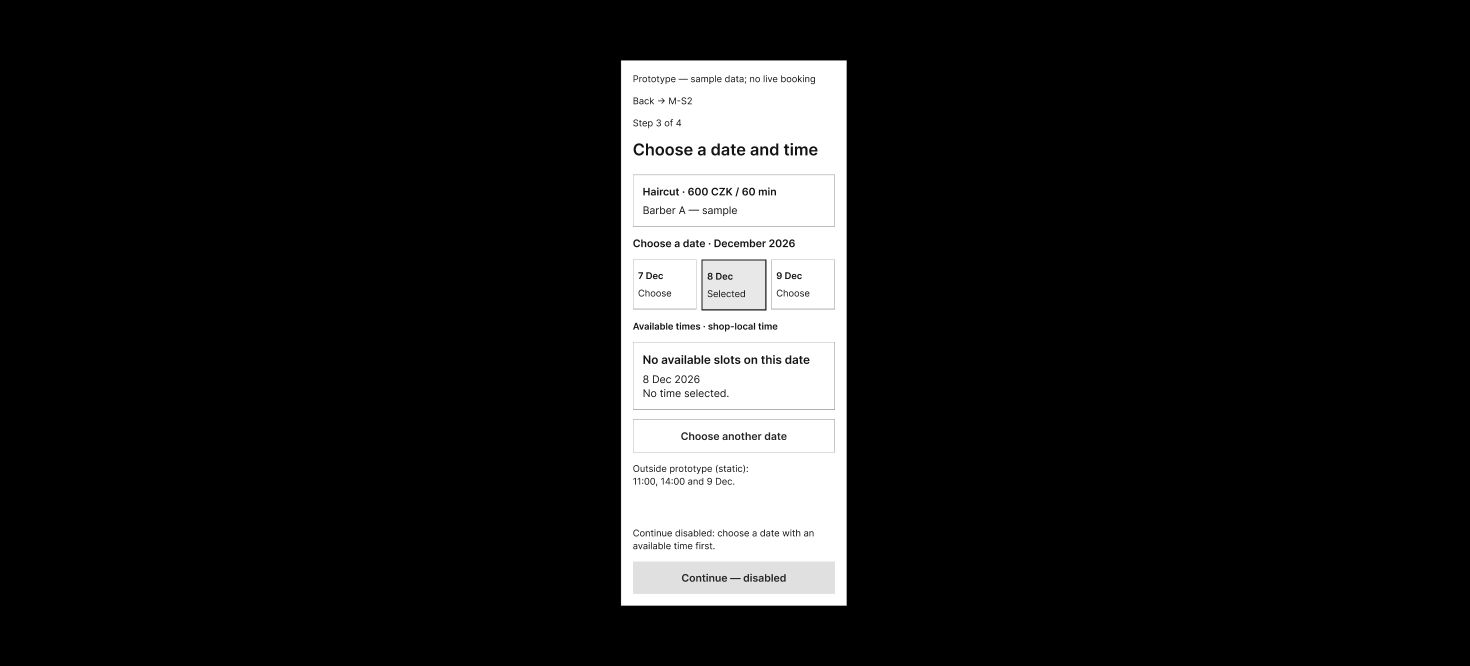 Prototype — sample data; no live booking
Back → M-S2
Step 3 of 4
Choose a date and time
Haircut · 600 CZK / 60 min
Barber A — sample
Choose a date · December 2026
7 Dec
Choose
8 Dec
Selected
9 Dec
Choose
Available times · shop-local time
No available slots on this date
8 Dec 2026
No time selected.
Choose another date
Outside prototype (static):
11:00, 14:00 and 9 Dec.
Continue disabled: choose a date with an
available time first.
Continue — disabled